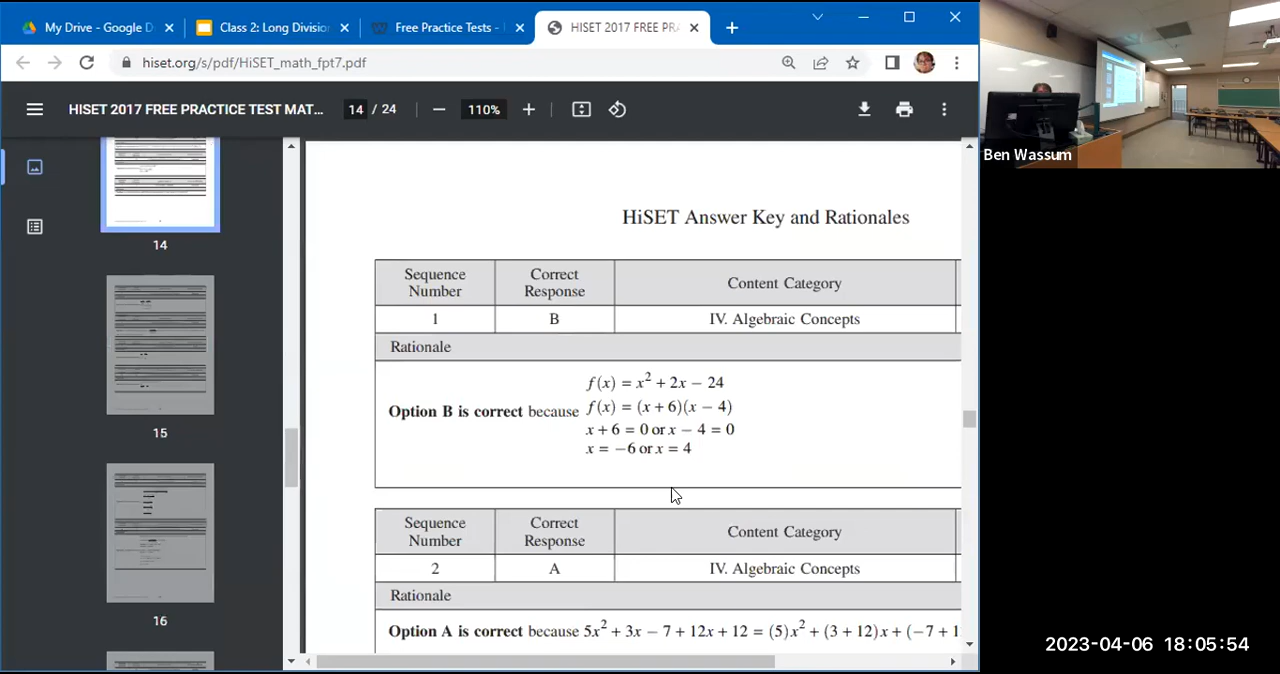 My Drive - Google D
Class 2: Long Division
Free Practice Tests -
HISET 2017 FREE PR
hiset.org/s/pdf/HiSET_math_fpt7.pdf
HISET 2017 FREE PRACTICE TEST MAT...
14 / 24
110%
14
15
16
HiSET Answer Key and Rationales
Sequence Number
Correct Response
Content Category
1
B
IV. Algebraic Concepts
Rationale
Option B is correct because
f(x) = x² + 2x − 24
f(x) = (x + 6)(x − 4)
x + 6 = 0 or x − 4 = 0
x = −6 or x = 4
Sequence Number
Correct Response
Content Category
2
A
IV. Algebraic Concepts
Rationale
Option A is correct because 5x² + 3x − 7 + 12x + 12 = (5)x² + (3 + 12)x + (−7 + 1
Ben Wassum
2023-04-06 18:05:54